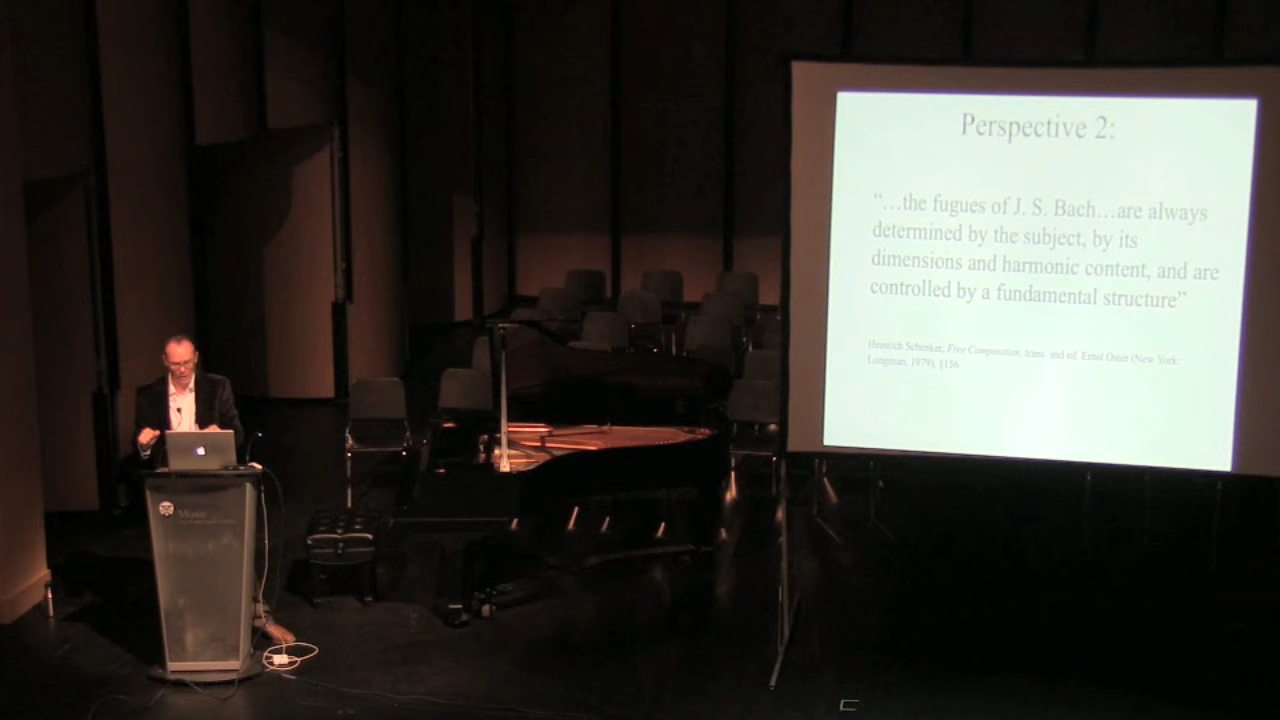 Perspective 2:
“…the fugues of J. S. Bach…are always
determined by the subject, by its
dimensions and harmonic content, and are
controlled by a fundamental structure”
Heinrich Schenker, Free Composition, trans. and ed. Ernst Oster (New York:
Longman, 1979), §156
Music